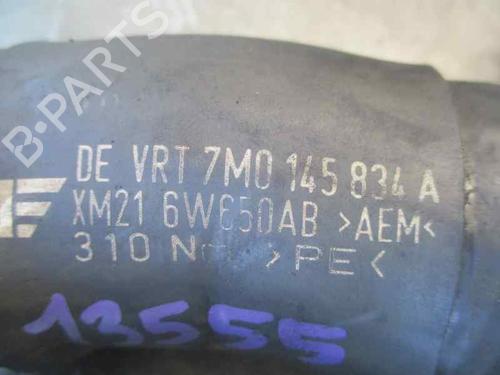 B-PARTS
DE VRT 7M0 145 834 A
XM21 6W650AB >AEM<
310 >PE<
13555